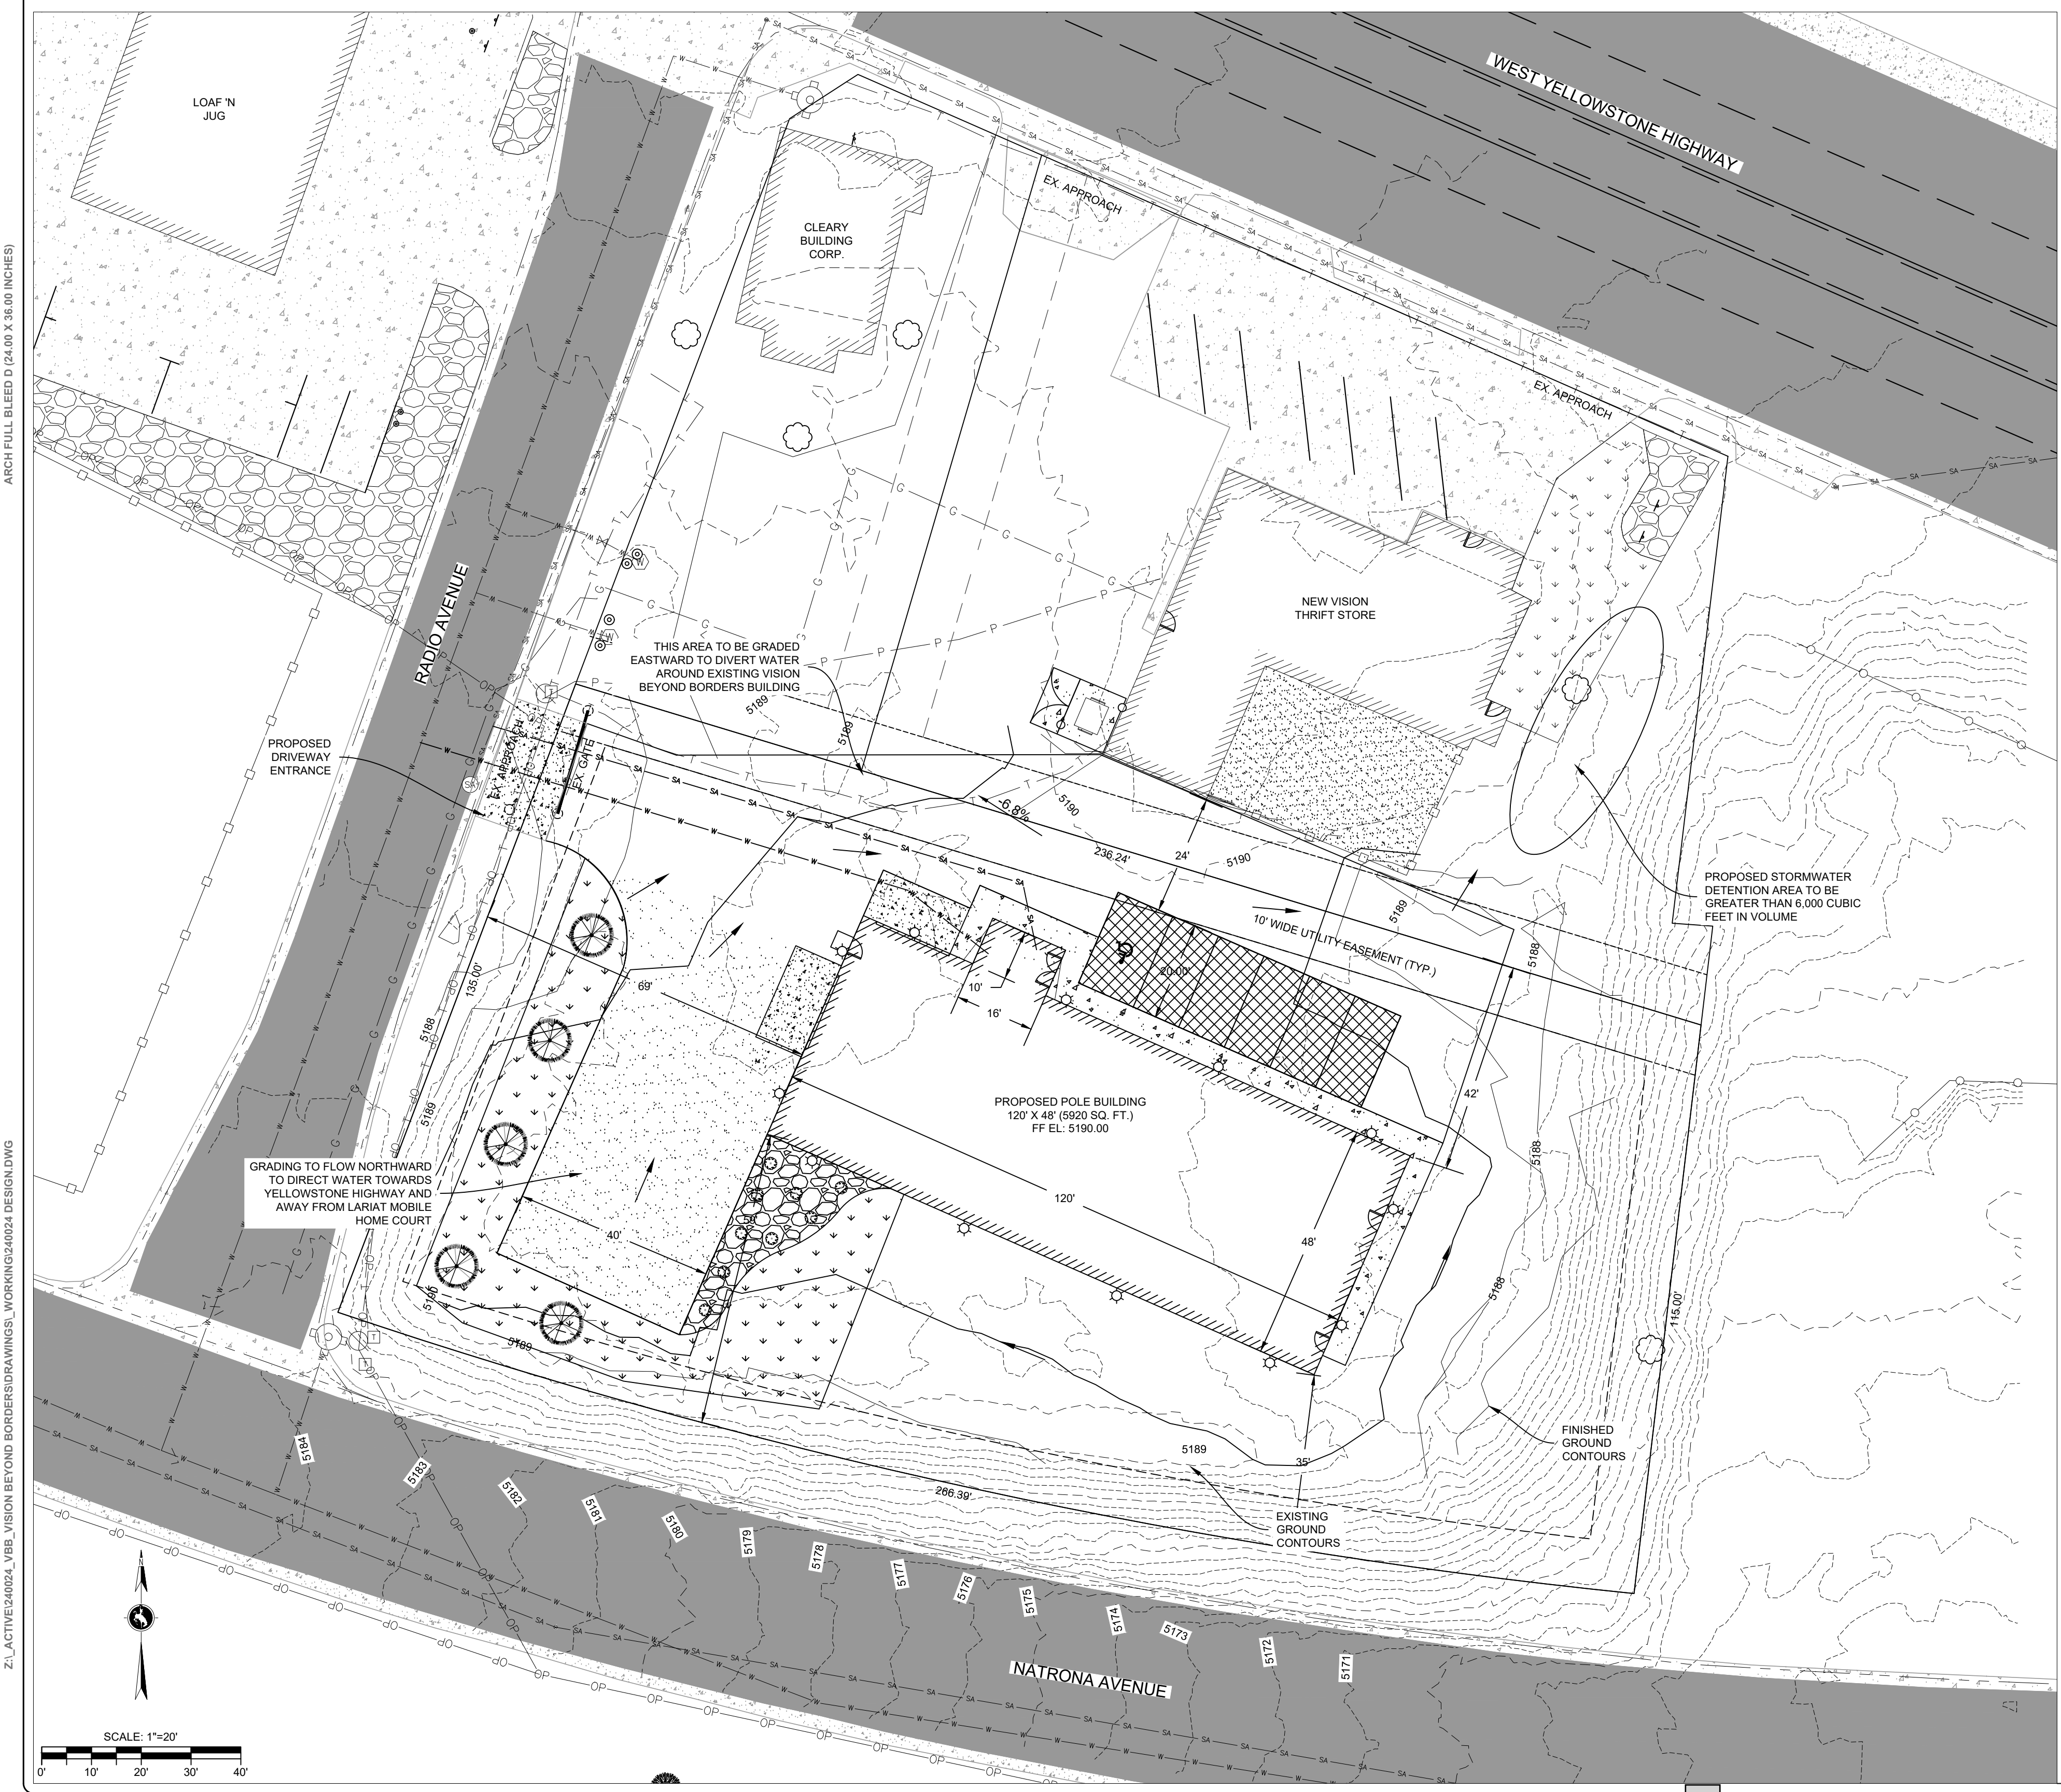 ARCH FULL BLEED D (24.00 X 36.00 INCHES)
Z:\_ACTIVE\240024_VBB_VISION BEYOND BORDERS\DRAWINGS\_WORKING\240024 DESIGN.DWG
LOAF 'N
JUG
WEST YELLOWSTONE HIGHWAY
EX. APPROACH
CLEARY
BUILDING
CORP.
EX. APPROACH
RADIO AVENUE
NEW VISION
THRIFT STORE
THIS AREA TO BE GRADED
EASTWARD TO DIVERT WATER
AROUND EXISTING VISION
BEYOND BORDERS BUILDING
5189
5189
PROPOSED
DRIVEWAY
ENTRANCE
EX. APPROACH
EX. GATE
-6.8%
5190
236.24'
24'
5190
PROPOSED STORMWATER
DETENTION AREA TO BE
GREATER THAN 6,000 CUBIC
FEET IN VOLUME
5189
10' WIDE UTILITY EASEMENT (TYP.)
5188
20.00'
135.00'
69'
10'
16'
5188
42'
PROPOSED POLE BUILDING
120' X 48' (5920 SQ. FT.)
FF EL: 5190.00
5189
5188
GRADING TO FLOW NORTHWARD
TO DIRECT WATER TOWARDS
YELLOWSTONE HIGHWAY AND
AWAY FROM LARIAT MOBILE
HOME COURT
120'
59'
40'
48'
5188
5190
115.00'
5189
FINISHED
GROUND
CONTOURS
5189
35'
266.39'
EXISTING
GROUND
CONTOURS
5184
5183
5182
5181
5180
5179
5178
5177
5176
5175
5174
5173
5172
5171
NATRONA AVENUE
N
SCALE: 1"=20'
0' 10' 20' 30' 40'